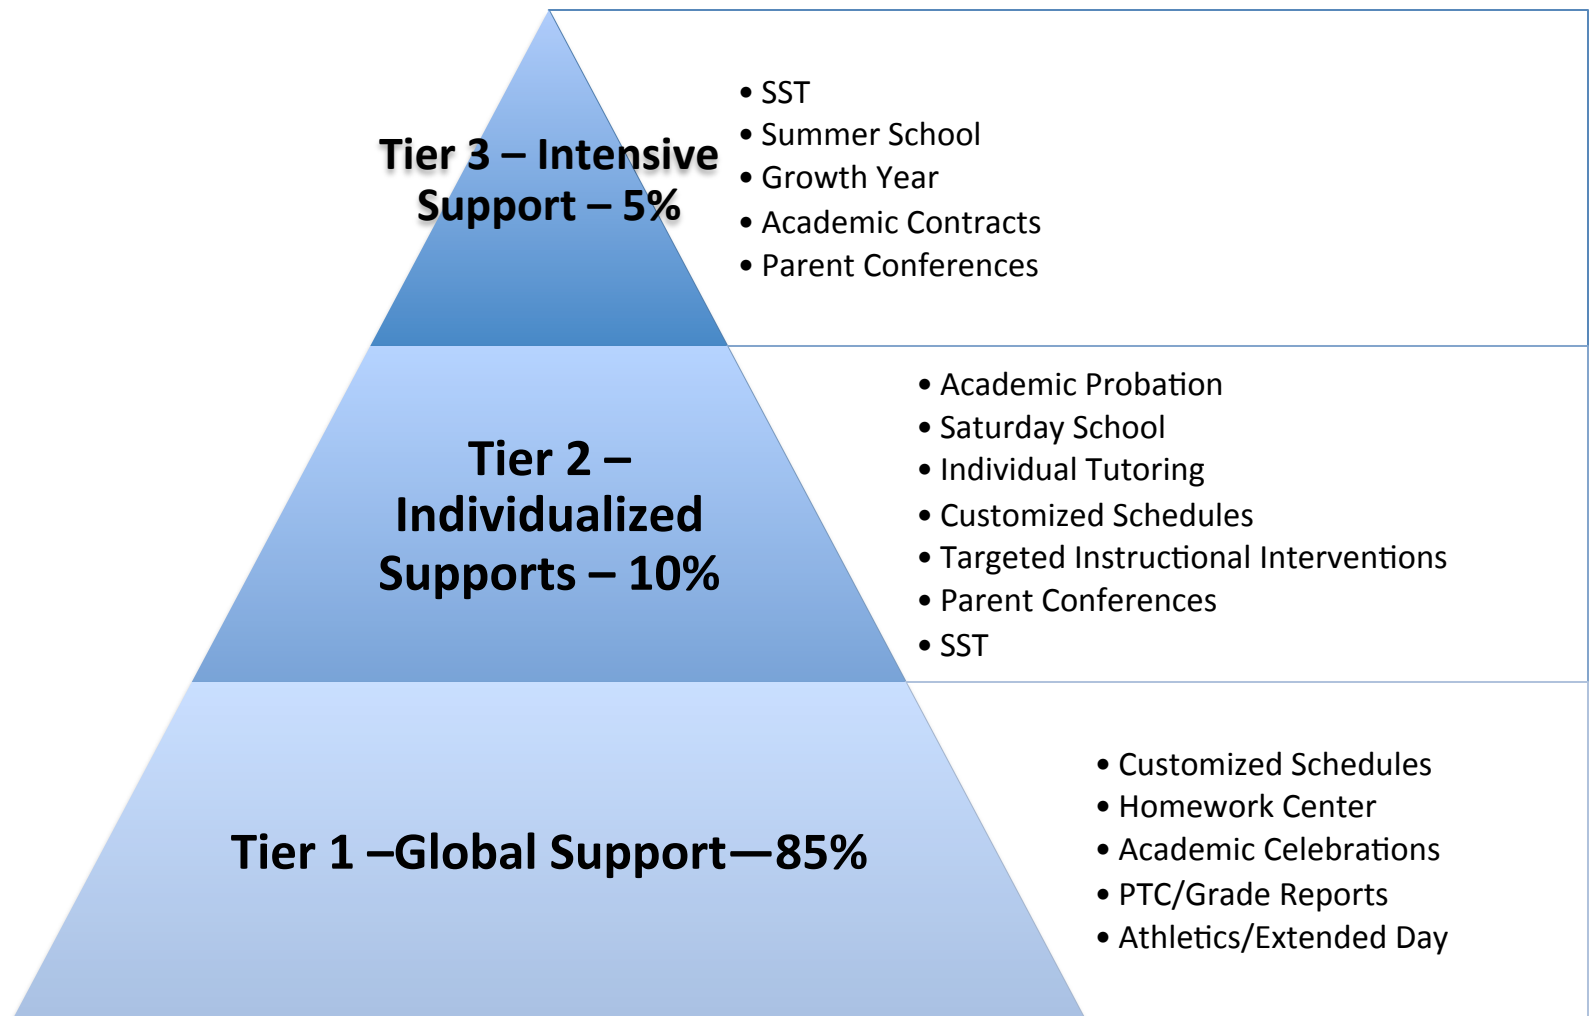 Tier 3 – Intensive
Support – 5%
• SST
• Summer School
• Growth Year
• Academic Contracts
• Parent Conferences
Tier 2 –
Individualized
Supports – 10%
• Academic Probation
• Saturday School
• Individual Tutoring
• Customized Schedules
• Targeted Instructional Interventions
• Parent Conferences
• SST
Tier 1 –Global Support—85%
• Customized Schedules
• Homework Center
• Academic Celebrations
• PTC/Grade Reports
• Athletics/Extended Day